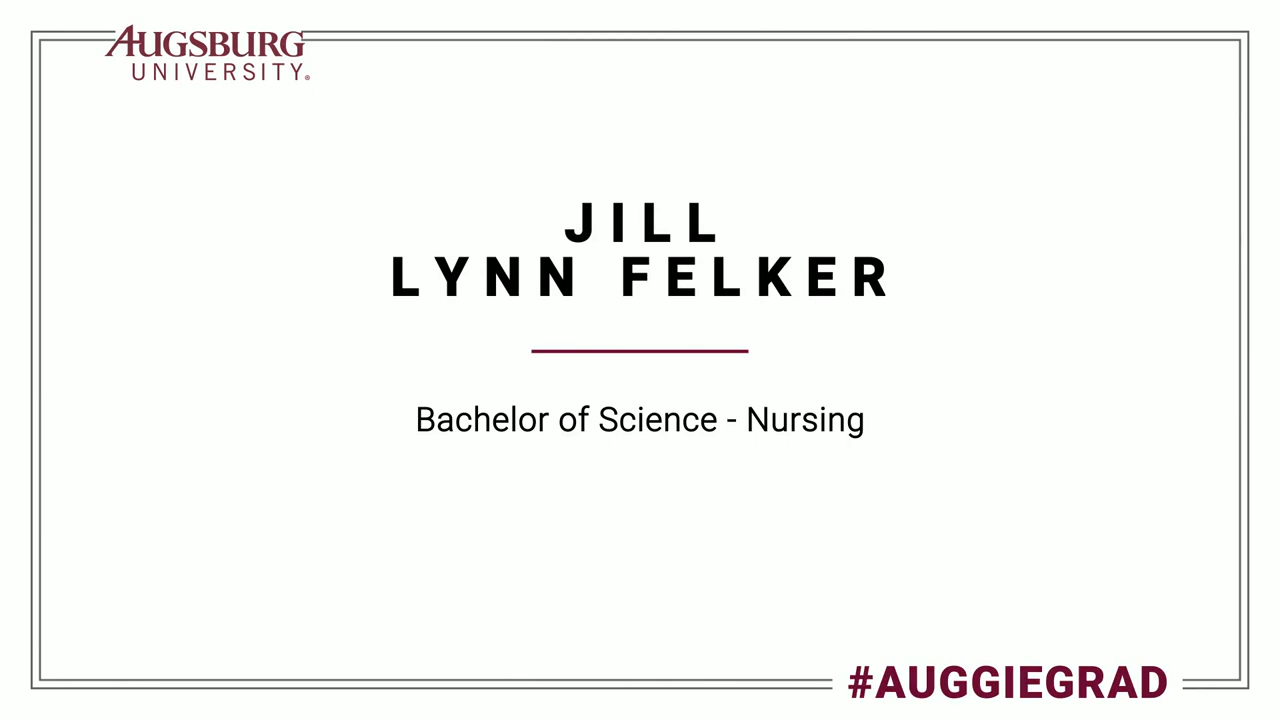 AUGSBURG
UNIVERSITY®
JILL
LYNN FELKER
Bachelor of Science - Nursing
#AUGGIEGRAD